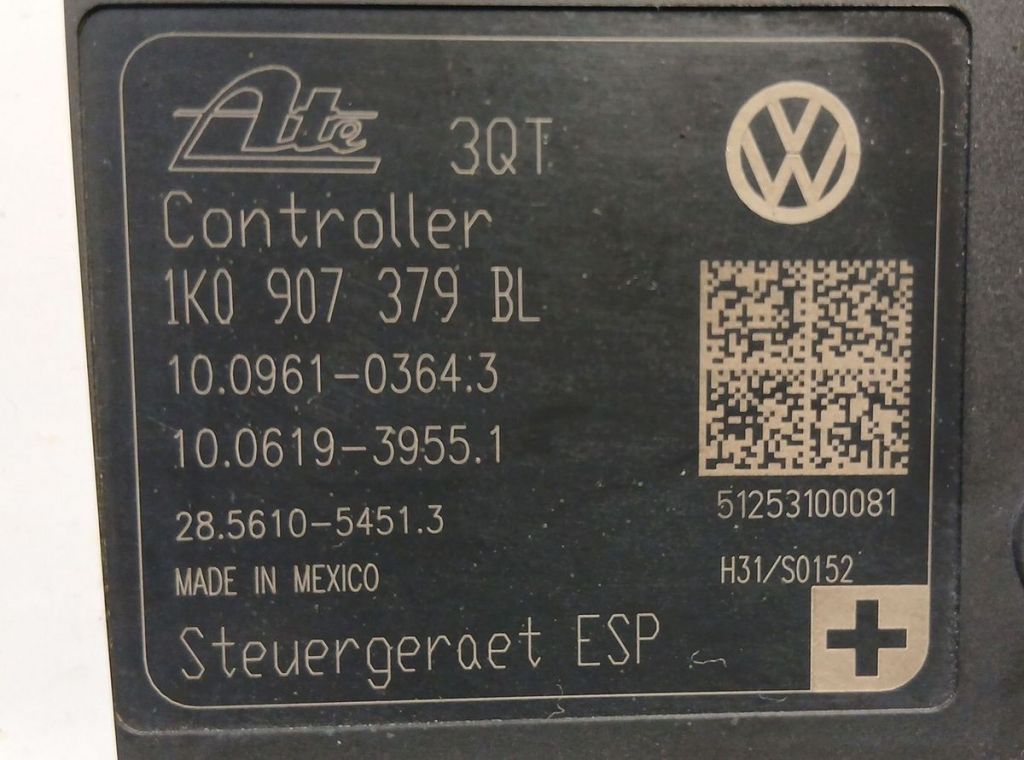 Ate 3QT
Controller
1K0 907 379 BL
10.0961-0364.3
10.0619-3955.1
28.5610-5451.3
MADE IN MEXICO
Steuergeraet ESP
VW
51253100081
H31/S0152